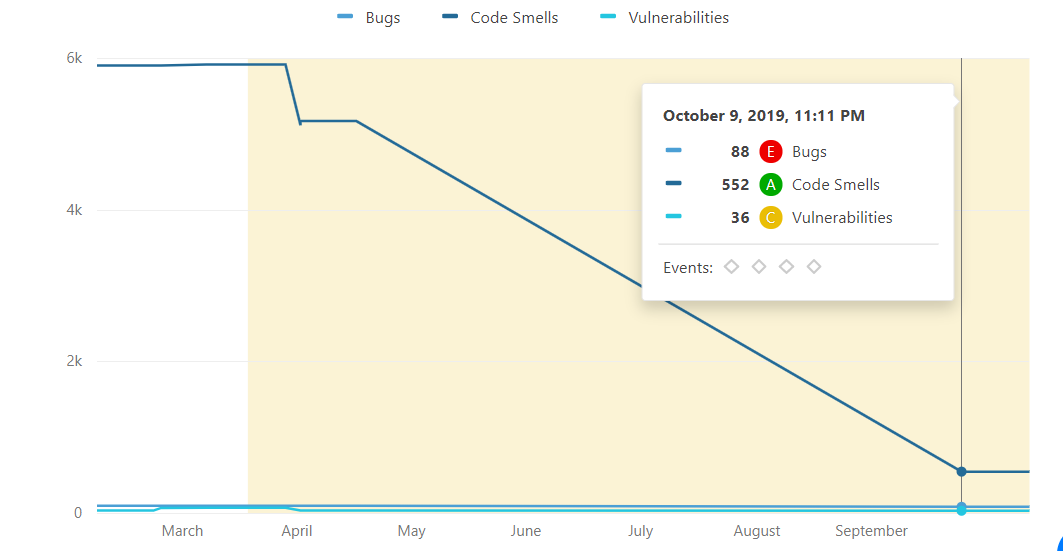 Bugs Code Smells Vulnerabilities
6k
October 9, 2019, 11:11 PM
88 E Bugs
552 A Code Smells
36 C Vulnerabilities
Events:
4k
2k
0
March April May June July August September